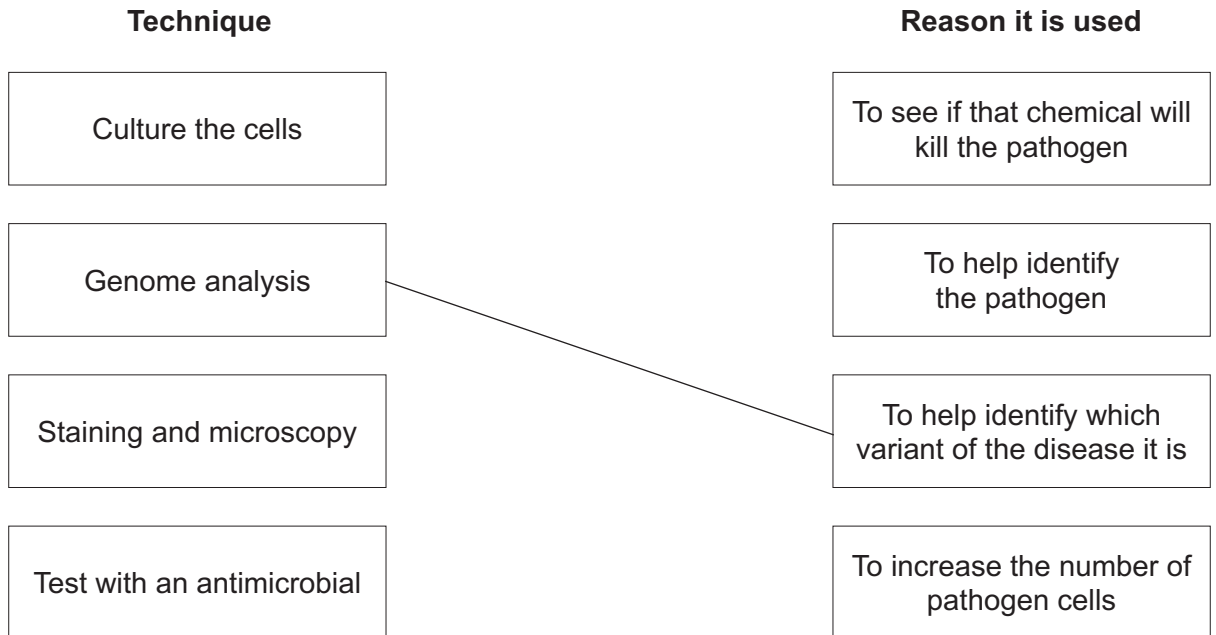 Technique
Reason it is used
Culture the cells
To see if that chemical will
kill the pathogen
Genome analysis
To help identify
the pathogen
Staining and microscopy
To help identify which
variant of the disease it is
Test with an antimicrobial
To increase the number of
pathogen cells